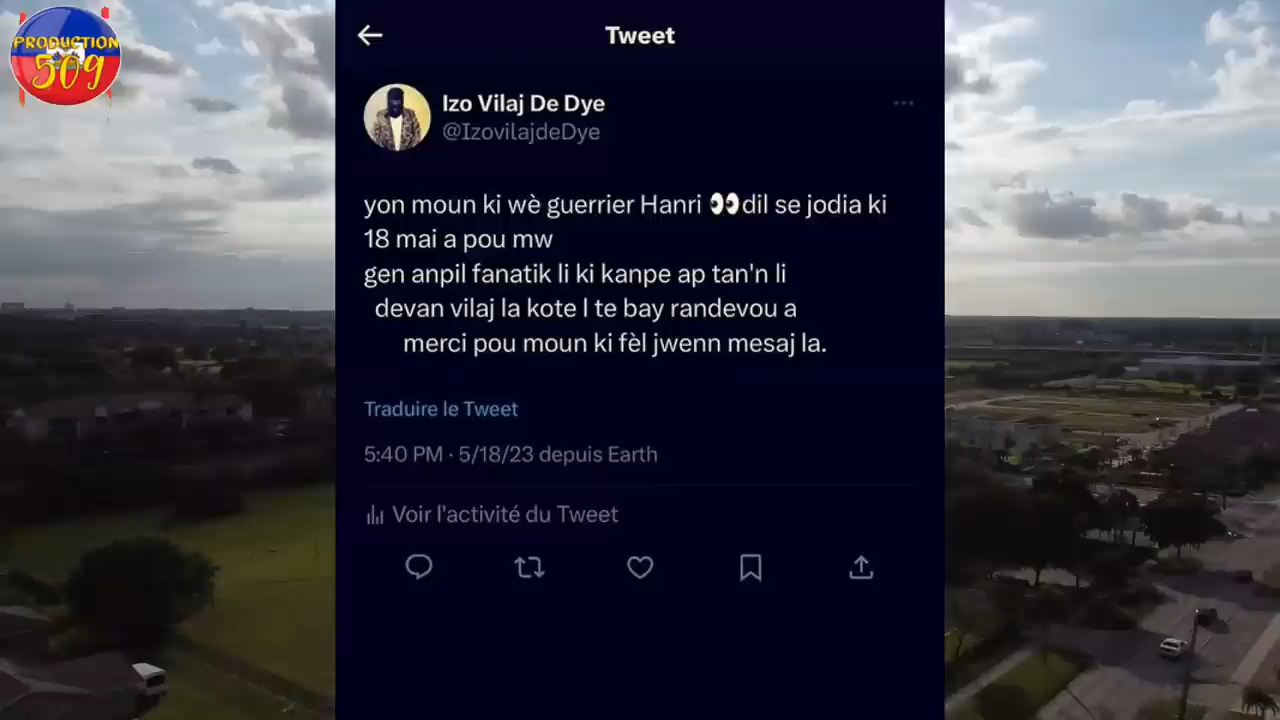 PRODUCTION
509
Tweet
Izo Vilaj De Dye
@IzovilajdeDye
yon moun ki wè guerrier Hanri 👀dil se jodia ki
18 mai a pou mw
gen anpil fanatik li ki kanpe ap tan'n li
devan vilaj la kote l te bay randevou a
merci pou moun ki fèl jwenn mesaj la.
Traduire le Tweet
5:40 PM · 5/18/23 depuis Earth
Voir l'activité du Tweet